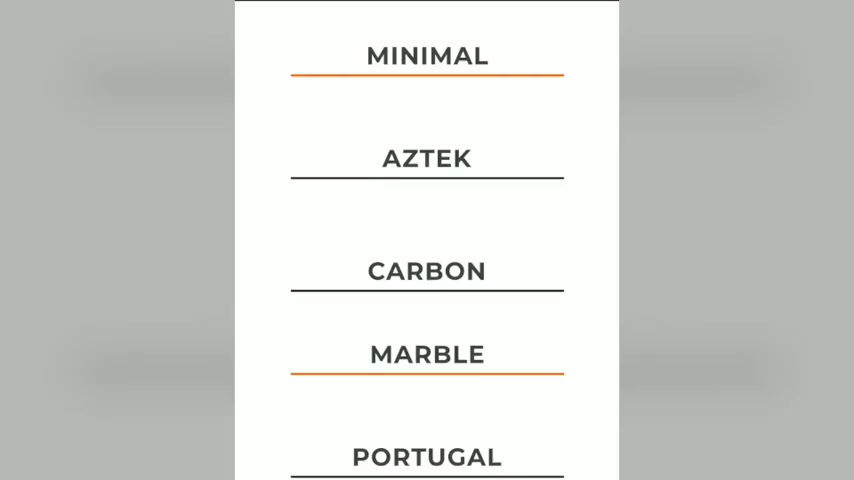 MINIMAL
AZTEK
CARBON
MARBLE
PORTUGAL